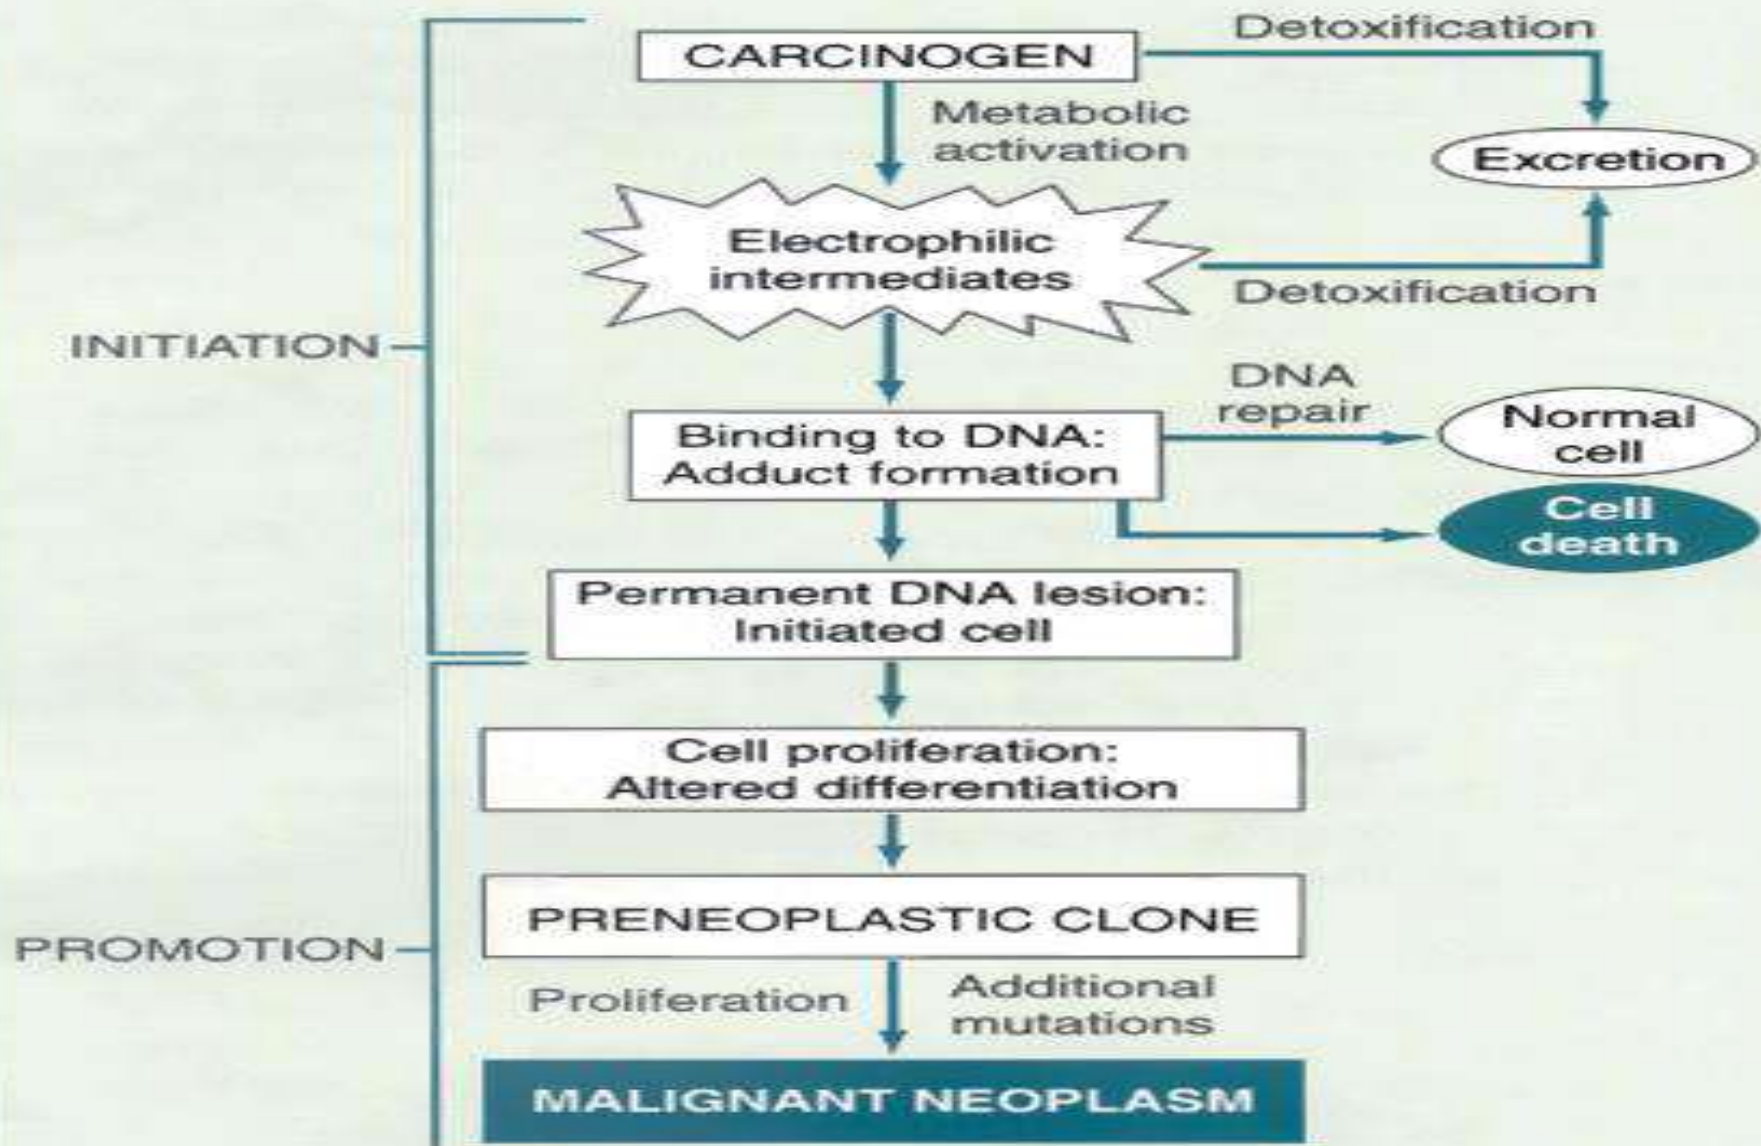 Detoxification
CARCINOGEN
Metabolic
activation
Excretion
Electrophilic
intermediates
Detoxification
INITIATION
DNA
repair
Normal
cell
Binding to DNA:
Adduct formation
Cell
death
Permanent DNA lesion:
Initiated cell
Cell proliferation:
Altered differentiation
PRENEOPLASTIC CLONE
PROMOTION
Proliferation
Additional
mutations
MALIGNANT NEOPLASM